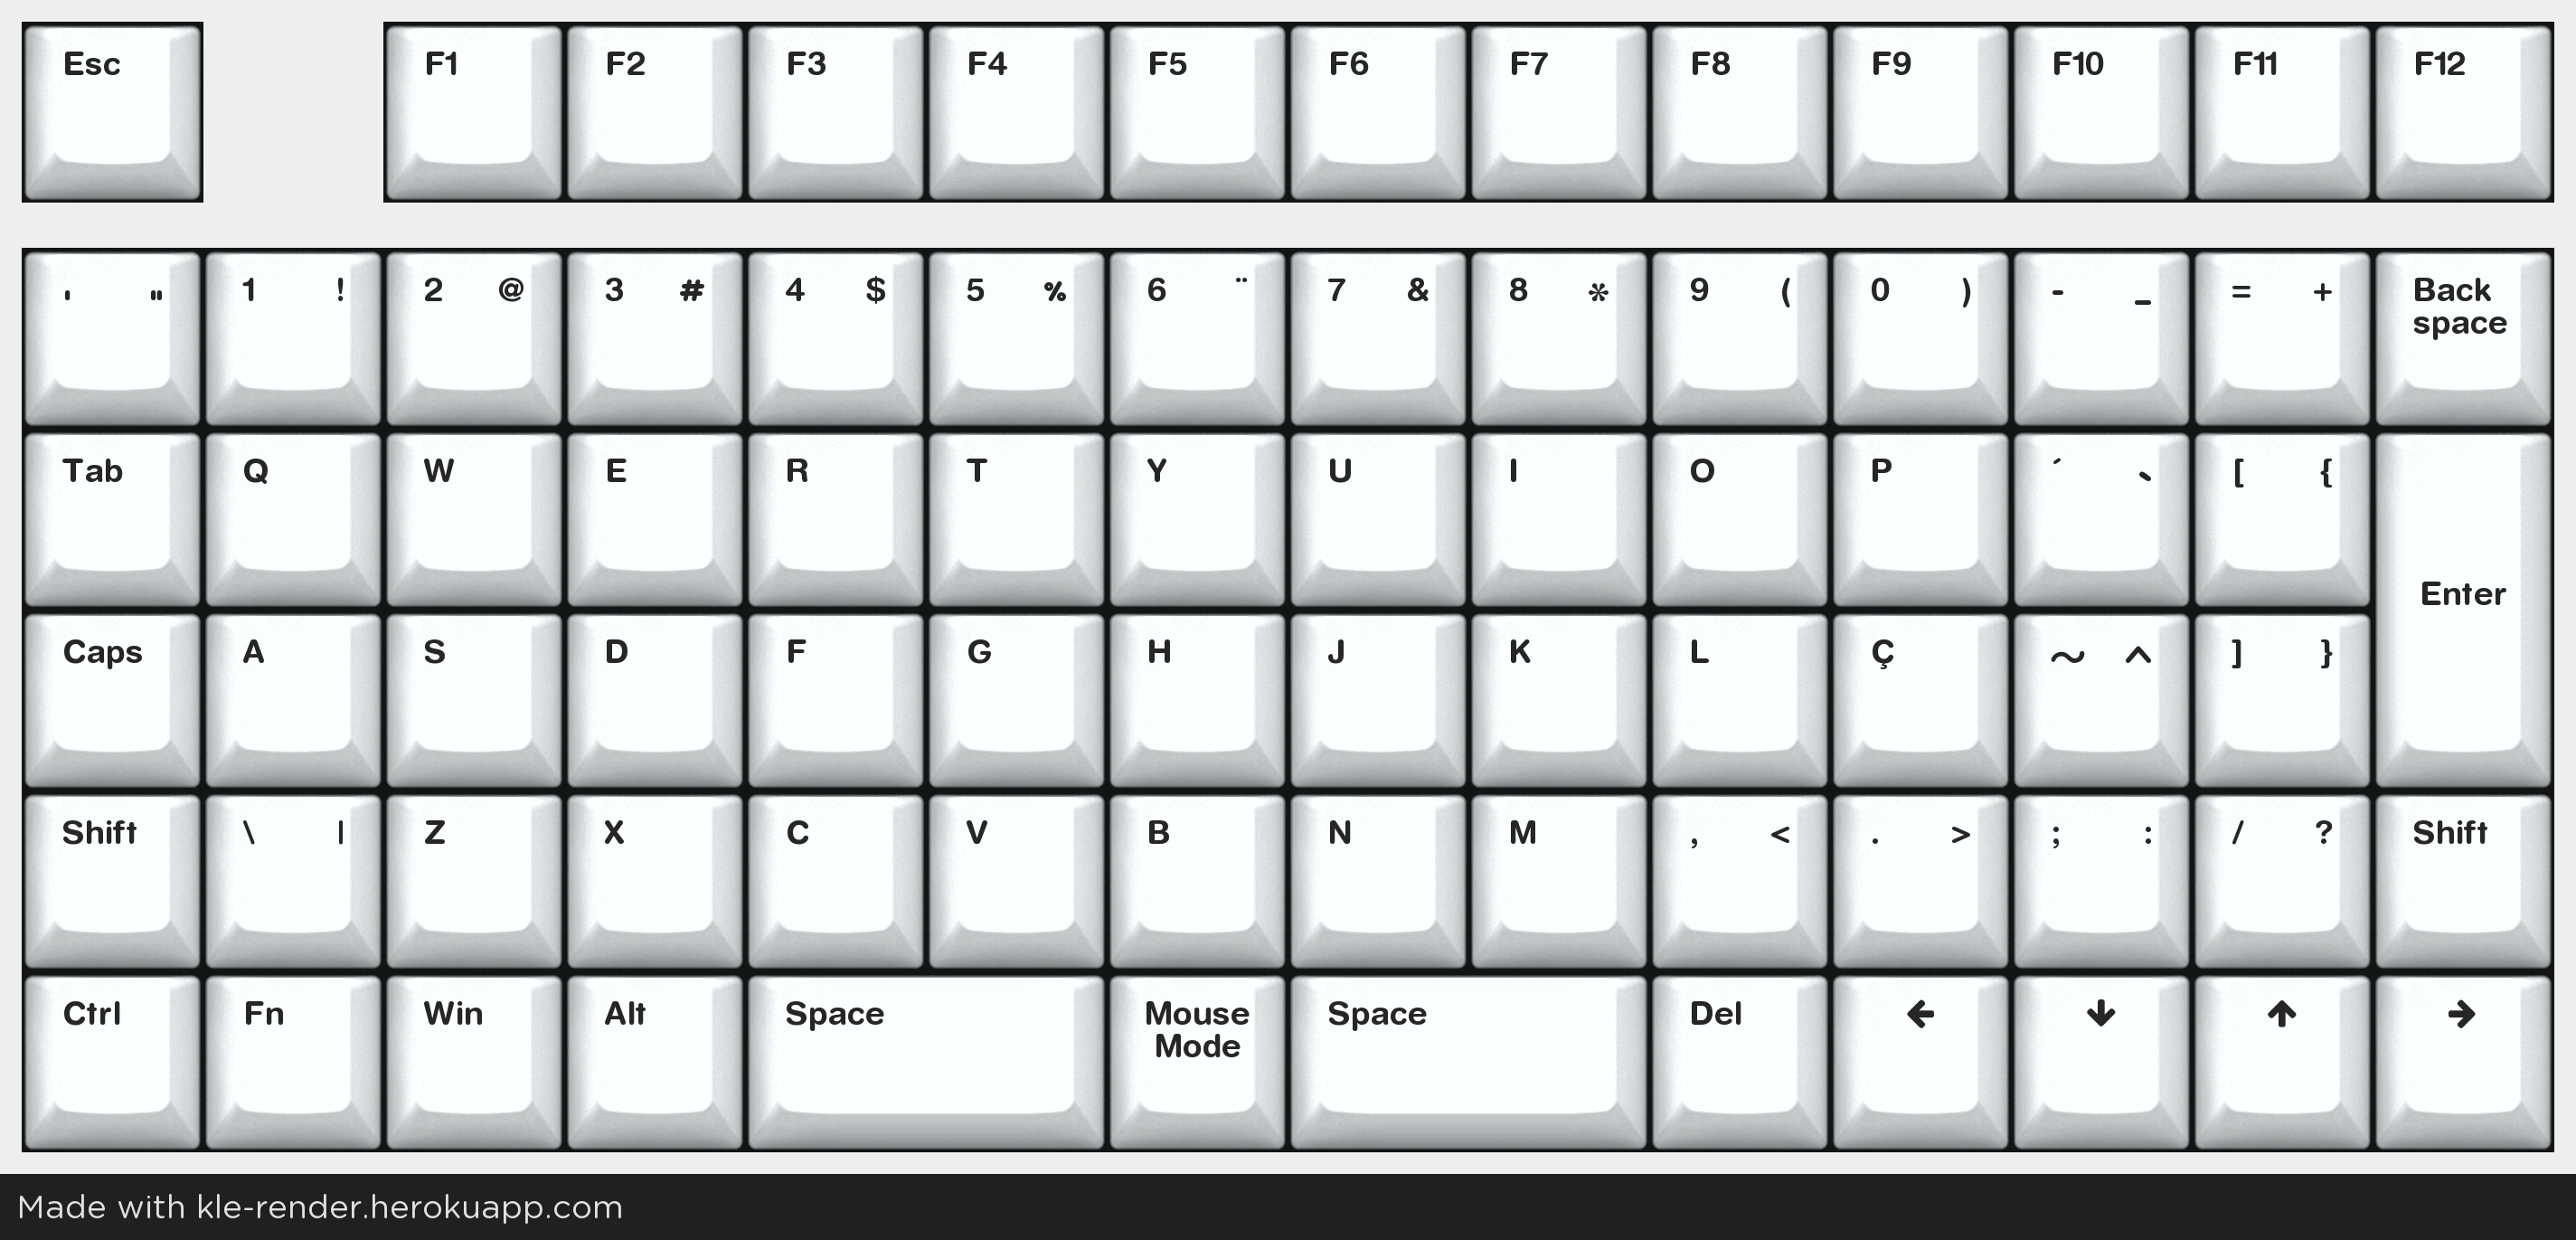 Esc F1 F2 F3 F4 F5 F6 F7 F8 F9 F10 F11 F12
' " 1 ! 2 @ 3 # 4 $ 5 % 6 ¨ 7 & 8 * 9 ( 0 ) - _ = + Back
space
Tab Q W E R T Y U I O P ´ ` [ {
Enter
Caps A S D F G H J K L Ç ~ ^ ] }
Shift \ | Z X C V B N M , < . > ; : / ? Shift
Ctrl Fn Win Alt Space Mouse Space Del ← ↓ ↑ →
Mode
Made with kle-render.herokuapp.com